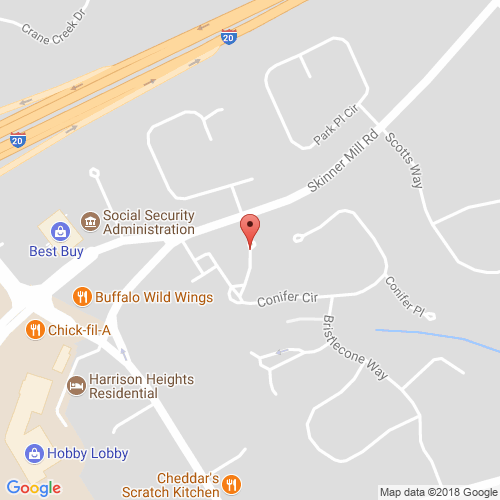 Crane Creek Dr
20
20
Park Pl Cir
Skinner Mill Rd
Scotts Way
Social Security
Administration
Best Buy
Buffalo Wild Wings
Conifer Cir
Conifer Pl
Chick-fil-A
Bristlecone Way
Harrison Heights
Residential
Hobby Lobby
Cheddar's
Scratch Kitchen
Google
Map data ©2018 Google